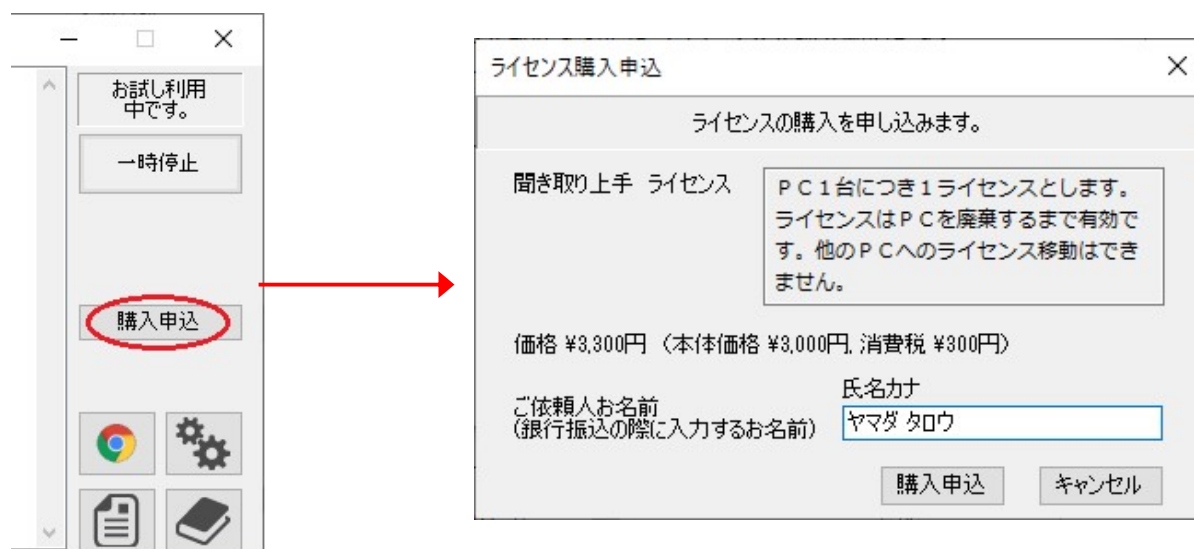 お試し利用
中です。
一時停止
購入申込
ライセンス購入申込
ライセンスの購入を申し込みます。
聞き取り上手 ライセンス
PC1台につき1ライセンスとします。
ライセンスはPCを廃棄するまで有効で
す。他のPCへのライセンス移動はでき
ません。
価格 ¥3,300円 (本体価格 ¥3,000円, 消費税 ¥300円)
氏名カナ
ご依頼人お名前
(銀行振込の際に入力するお名前)
ヤマダ タロウ
購入申込
キャンセル